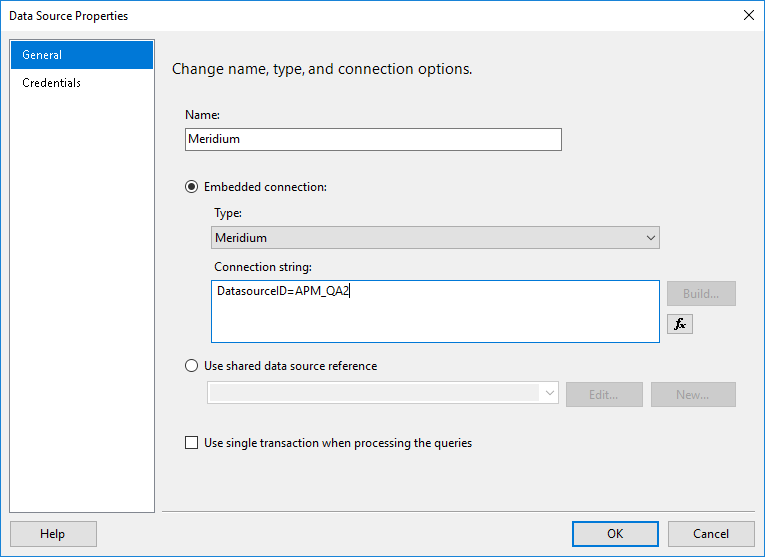 Data Source Properties
General
Credentials
Change name, type, and connection options.
Name:
Meridium
Embedded connection:
Type:
Meridium
Connection string:
DatasourceID=APM_QA2
Build...
fx
Use shared data source reference
Edit...
New...
Use single transaction when processing the queries
Help
OK
Cancel